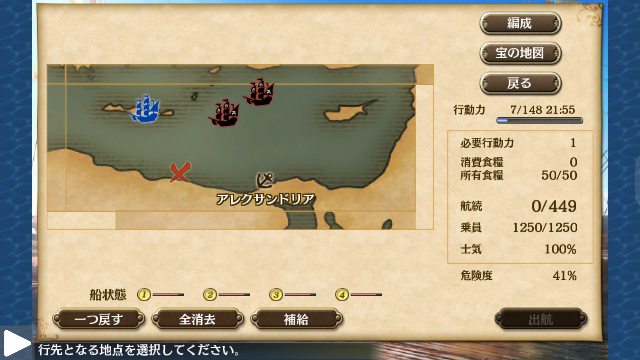 編成
宝の地図
戻る
行動力 7/148 21:55
必要行動力 1
消費食糧 0
所有食糧 50/50
航続 0/449
乗員 1250/1250
士気 100%
危険度 41%
アレクサンドリア
船状態 1 2 3 4
一つ戻す 全消去 補給 出航
行先となる地点を選択してください。